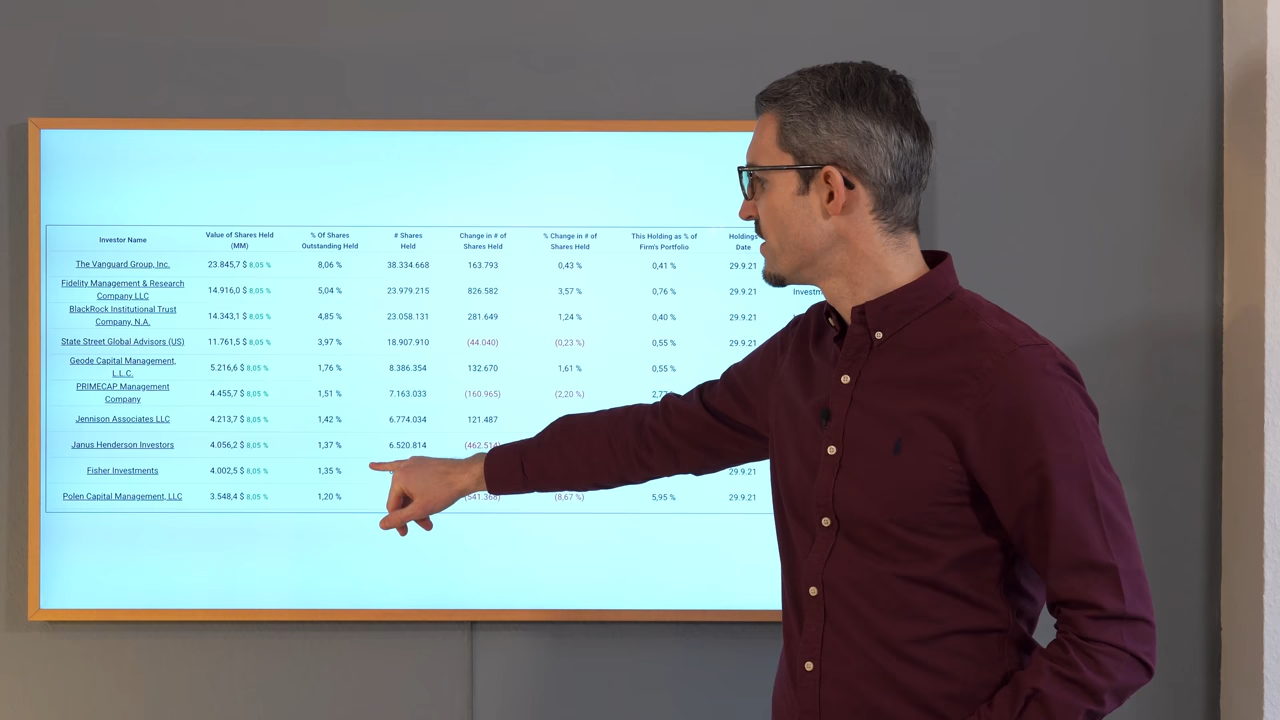 Investor Name Value of Shares Held (MM) % Of Shares Outstanding Held # Shares Held Change in # of Shares Held % Change in # of Shares Held This Holding as % of Firm's Portfolio Holdings Date
The Vanguard Group, Inc. 23.845,7 $ 8,05 % 8,06 % 38.334.668 163.793 0,43 % 0,41 % 29.9.21
Fidelity Management & Research Company LLC 14.916,0 $ 8,05 % 5,04 % 23.979.215 826.582 3,57 % 0,76 % 29.9.21
BlackRock Institutional Trust Company, N.A. 14.343,1 $ 8,05 % 4,85 % 23.058.131 281.649 1,24 % 0,40 % 29.9.21
State Street Global Advisors (US) 11.761,5 $ 8,05 % 3,97 % 18.907.910 (44.040) (0,23 %) 0,55 % 29.9.21
Geode Capital Management, L.L.C. 5.216,6 $ 8,05 % 1,76 % 8.386.354 132.670 1,61 % 0,55 %
PRIMECAP Management Company 4.455,7 $ 8,05 % 1,51 % 7.163.033 (160.965) (2,20 %)
Jennison Associates LLC 4.213,7 $ 8,05 % 1,42 % 6.774.034 121.487
Janus Henderson Investors 4.056,2 $ 8,05 % 1,37 % 6.520.814 (462.514)
Fisher Investments 4.002,5 $ 8,05 % 1,35 % 29.9.21
Polen Capital Management, LLC 3.548,4 $ 8,05 % 1,20 % (541.368) (8,67 %) 5,95 % 29.9.21